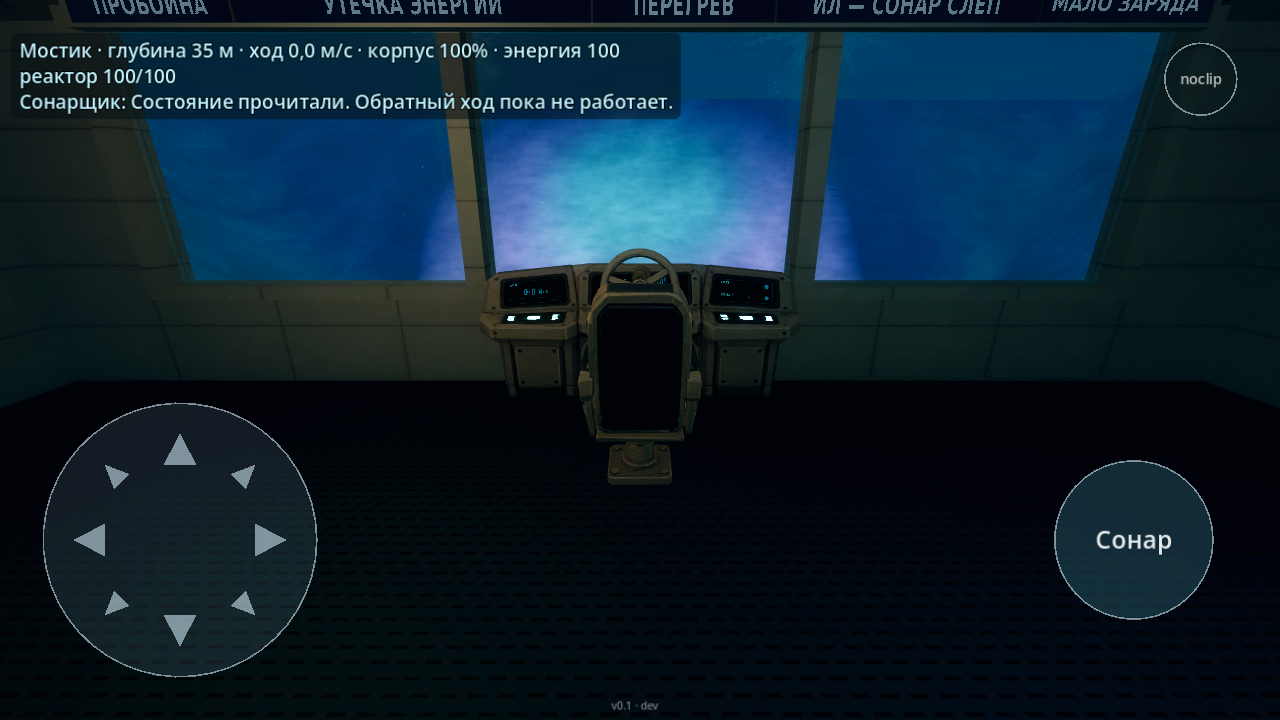 ПРОБОИНА
УТЕЧКА ЭНЕРГИИ
ПЕРЕГРЕВ
ИЛ — СОНАР СЛЕП
МАЛО ЗАРЯДА
Мостик · глубина 35 м · ход 0,0 м/с · корпус 100% · энергия 100
реактор 100/100
Сонарщик: Состояние прочитали. Обратный ход пока не работает.
noclip
Сонар
v0.1 · dev